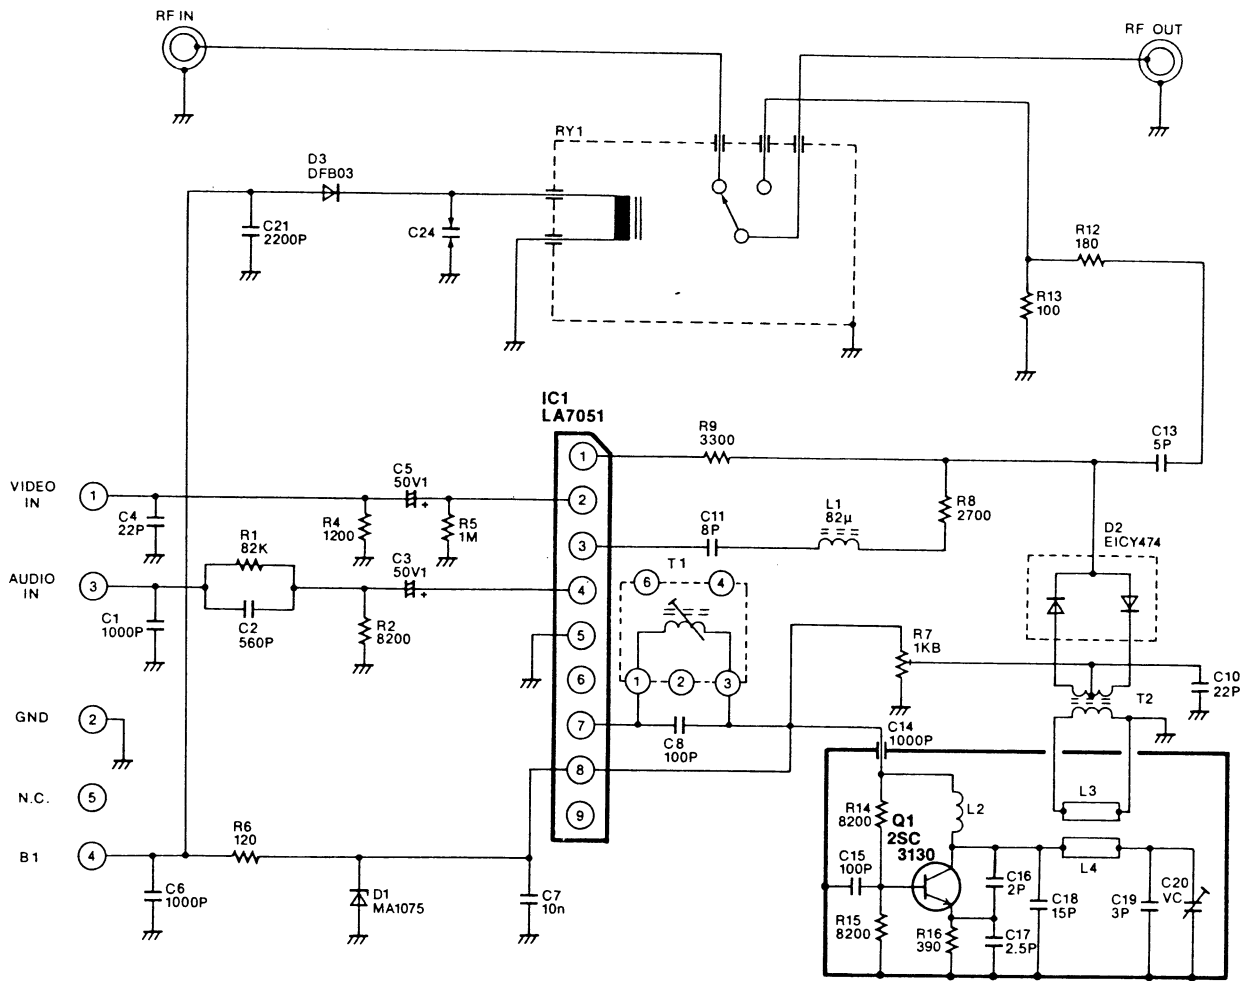 RF IN
RF OUT
RY1
D3
DFB03
C21
2200P
C24
R12
180
R13
100
IC1
LA7051
1
R9
3300
C13
5P
VIDEO
IN
1
C4
22P
C5
50V1
+
R4
1200
R5
1M
2
R8
2700
L1
82μ
C11
8P
3
D2
EICY474
R1
82K
AUDIO
IN
3
C1
1000P
C2
560P
C3
50V1
+
R2
8200
4
T1
6
4
1
2
3
5
6
7
8
9
C8
100P
R7
1KB
C10
22P
T2
GND
2
N.C.
5
B1
4
C6
1000P
R6
120
D1
MA1075
C7
10n
C14
1000P
R14
8200
L2
Q1
2SC
3130
L3
L4
C15
100P
R15
8200
R16
390
C16
2P
C17
2.5P
C18
15P
C19
3P
C20
VC